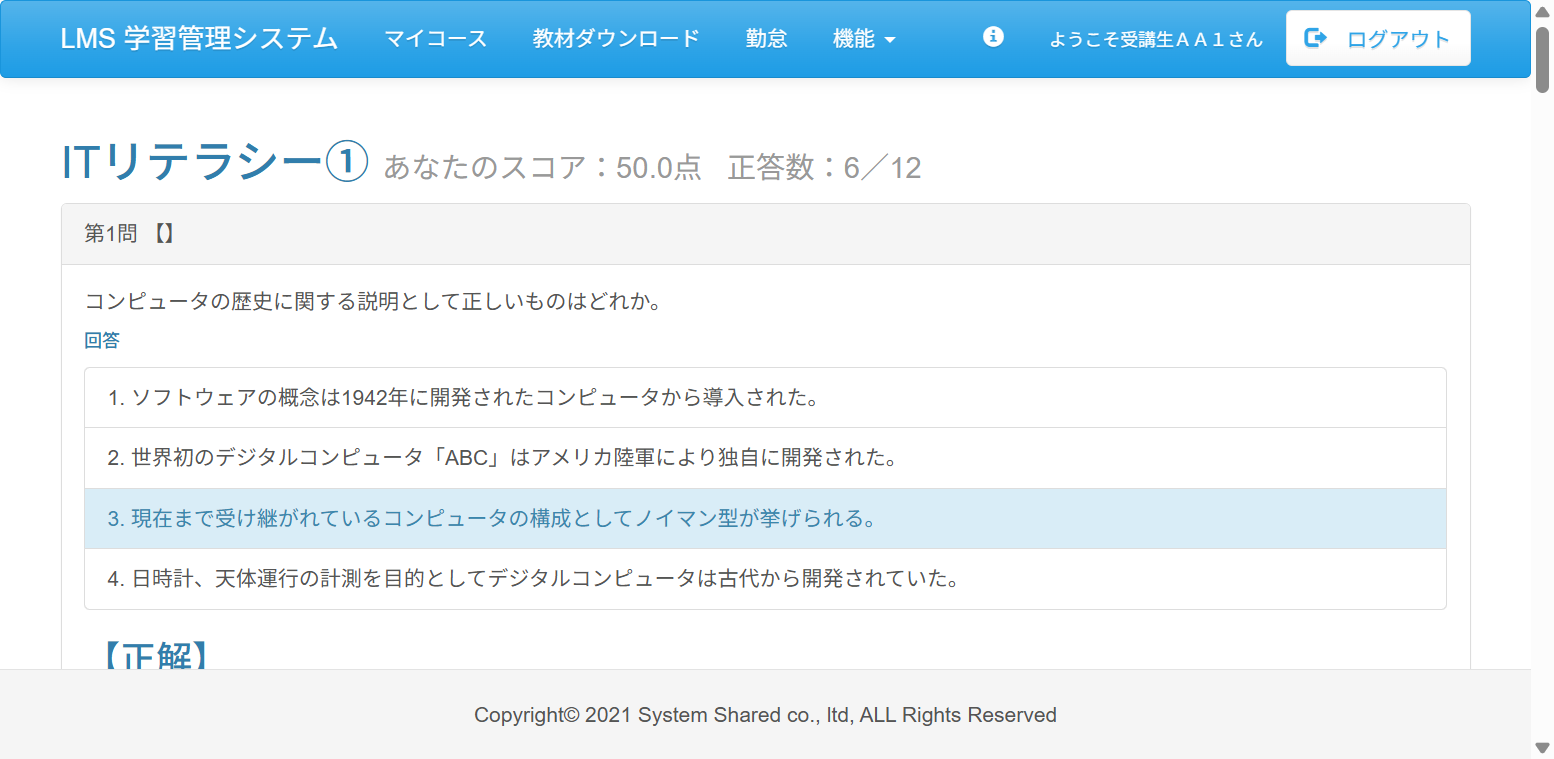 LMS 学習管理システム マイコース 教材ダウンロード 勤怠 機能 ようこそ受講生ＡＡ１さん ログアウト
ITリテラシー① あなたのスコア：50.0点 正答数：6／12
第1問 【】
コンピュータの歴史に関する説明として正しいものはどれか。
回答
1. ソフトウェアの概念は1942年に開発されたコンピュータから導入された。
2. 世界初のデジタルコンピュータ「ABC」はアメリカ陸軍により独自に開発された。
3. 現在まで受け継がれているコンピュータの構成としてノイマン型が挙げられる。
4. 日時計、天体運行の計測を目的としてデジタルコンピュータは古代から開発されていた。
【正解】
Copyright© 2021 System Shared co., ltd, ALL Rights Reserved